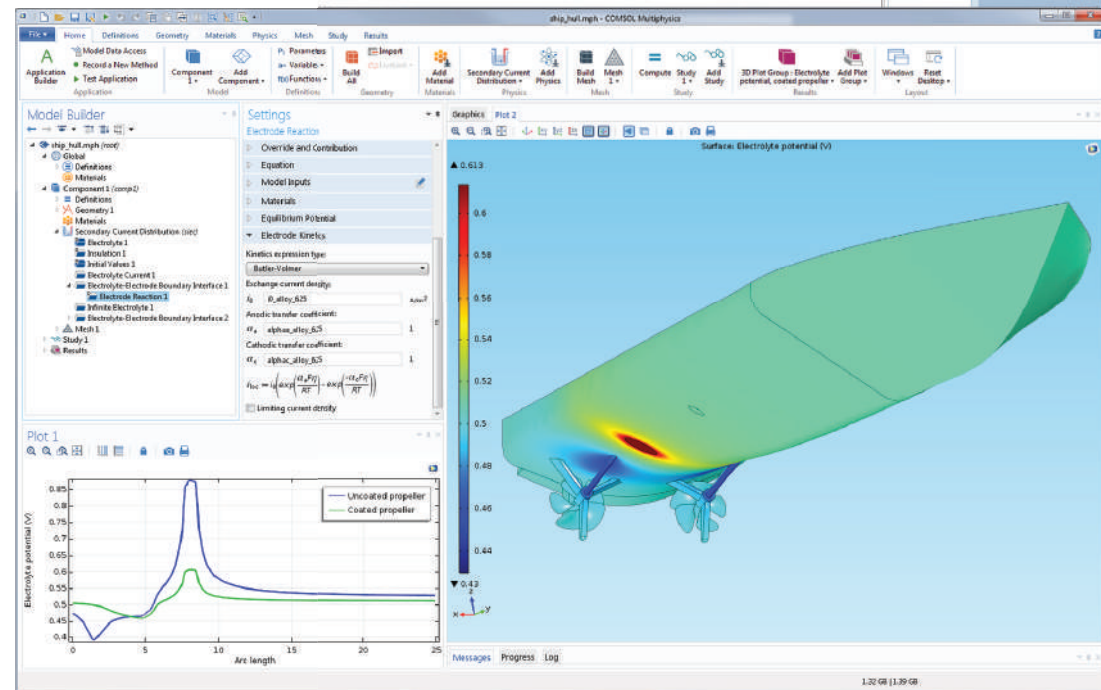 ship_hull.mph - COMSOL Multiphysics
File Home Definitions Geometry Materials Physics Mesh Study Results
Application Builder
Model Data Access
Record a New Method
Test Application
Application
Component 1
Add Component
Model
Pi Parameters
a= Variables
f(x) Functions
Definitions
Build All
Import
Geometry
Add Material
Materials
Secondary Current Distribution
Add Physics
Physics
Build Mesh
Mesh 1
Mesh
Compute
Study 1
Add Study
Study
3D Plot Group - Electrolyte potential, coated propeller
Add Plot Group
Results
Windows
Reset Desktop
Layout
Model Builder
ship_hull.mph (root)
Global
Definitions
Materials
Component 1 (comp1)
Definitions
Geometry 1
Materials
Secondary Current Distribution (siec)
Electrolyte 1
Insulation 1
Initial Values 1
Electrolyte Current 1
Electrolyte-Electrode Boundary Interface 1
Electrode Reaction 1
Infinite Electrolyte 1
Electrolyte-Electrode Boundary Interface 2
Mesh 1
Study 1
Results
Settings
Electrode Reaction
Override and Contribution
Equation
Model Inputs
Materials
Equilibrium Potential
Electrode Kinetics
Kinetics expression type:
Butler-Volmer
Exchange current density:
i0 i0_alloy_625
Anodic transfer coefficient:
αa alphaa_alloy_625 1
Cathodic transfer coefficient:
αc alphac_alloy_625 1
iloc = i0(exp(αaFη/RT) - exp(-αcFη/RT))
Limiting current density
Graphics Plot 2
Surface: Electrolyte potential (V)
▲ 0.613
0.6
0.58
0.56
0.54
0.52
0.5
0.48
0.46
0.44
▼ 0.43
z
y
x
Plot 1
Uncoated propeller
Coated propeller
Electrolyte potential (V)
0.85
0.8
0.75
0.7
0.65
0.6
0.55
0.5
0.45
0.4
0 5 10 15 20 25
Arc length
Messages Progress Log
1.32 GB | 1.39 GB